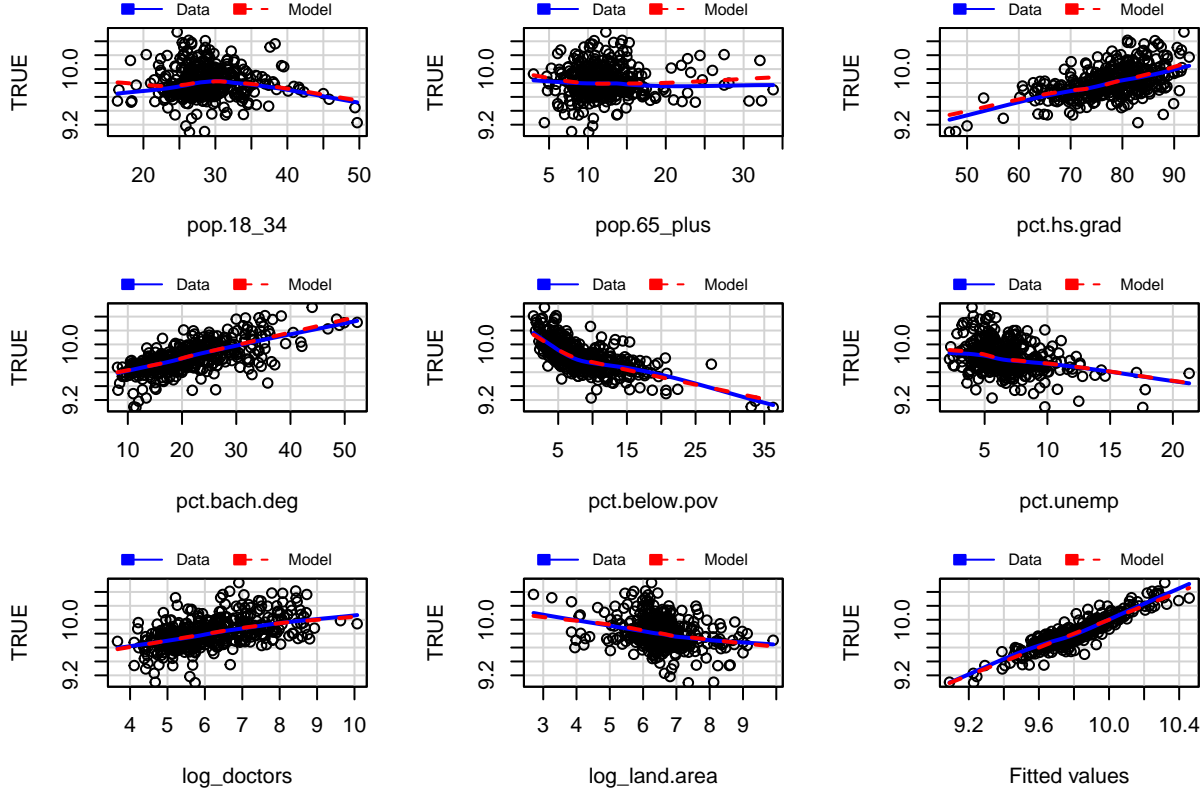 Data Model
TRUE
10.0
9.2
20 30 40 50
pop.18_34
Data Model
TRUE
10.0
9.2
5 10 20 30
pop.65_plus
Data Model
TRUE
10.0
9.2
50 60 70 80 90
pct.hs.grad
Data Model
TRUE
10.0
9.2
10 20 30 40 50
pct.bach.deg
Data Model
TRUE
10.0
9.2
5 15 25 35
pct.below.pov
Data Model
TRUE
10.0
9.2
5 10 15 20
pct.unemp
Data Model
TRUE
10.0
9.2
4 5 6 7 8 9 10
log_doctors
Data Model
TRUE
10.0
9.2
3 4 5 6 7 8 9
log_land.area
Data Model
TRUE
10.0
9.2
9.2 9.6 10.0 10.4
Fitted values